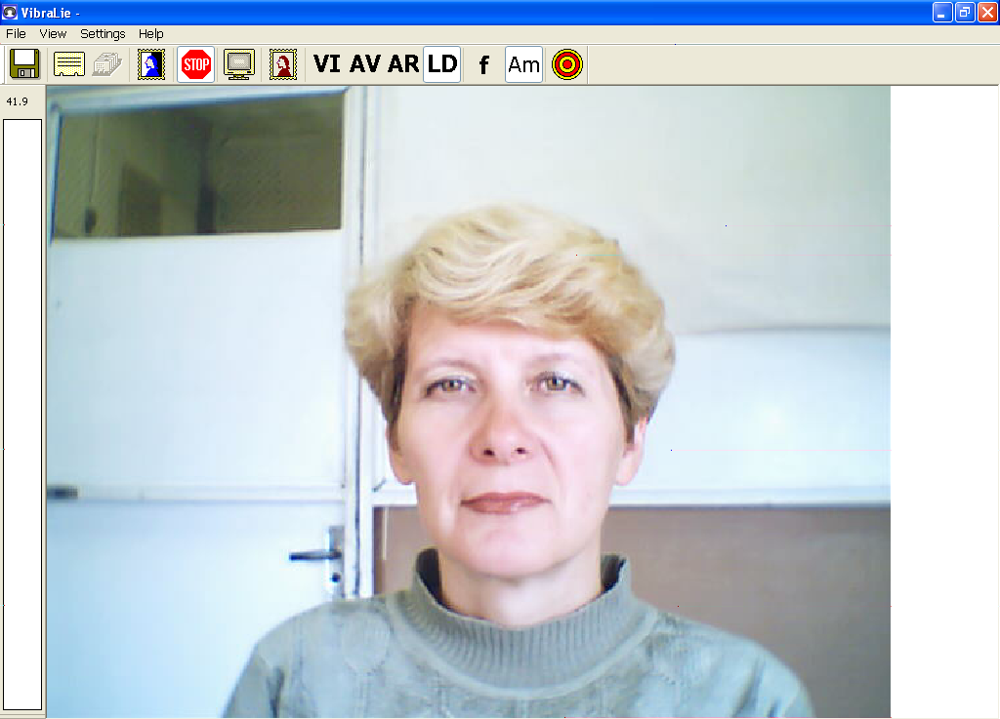 VibraLie -
File View Settings Help
STOP VI AV AR LD f Am
41.9